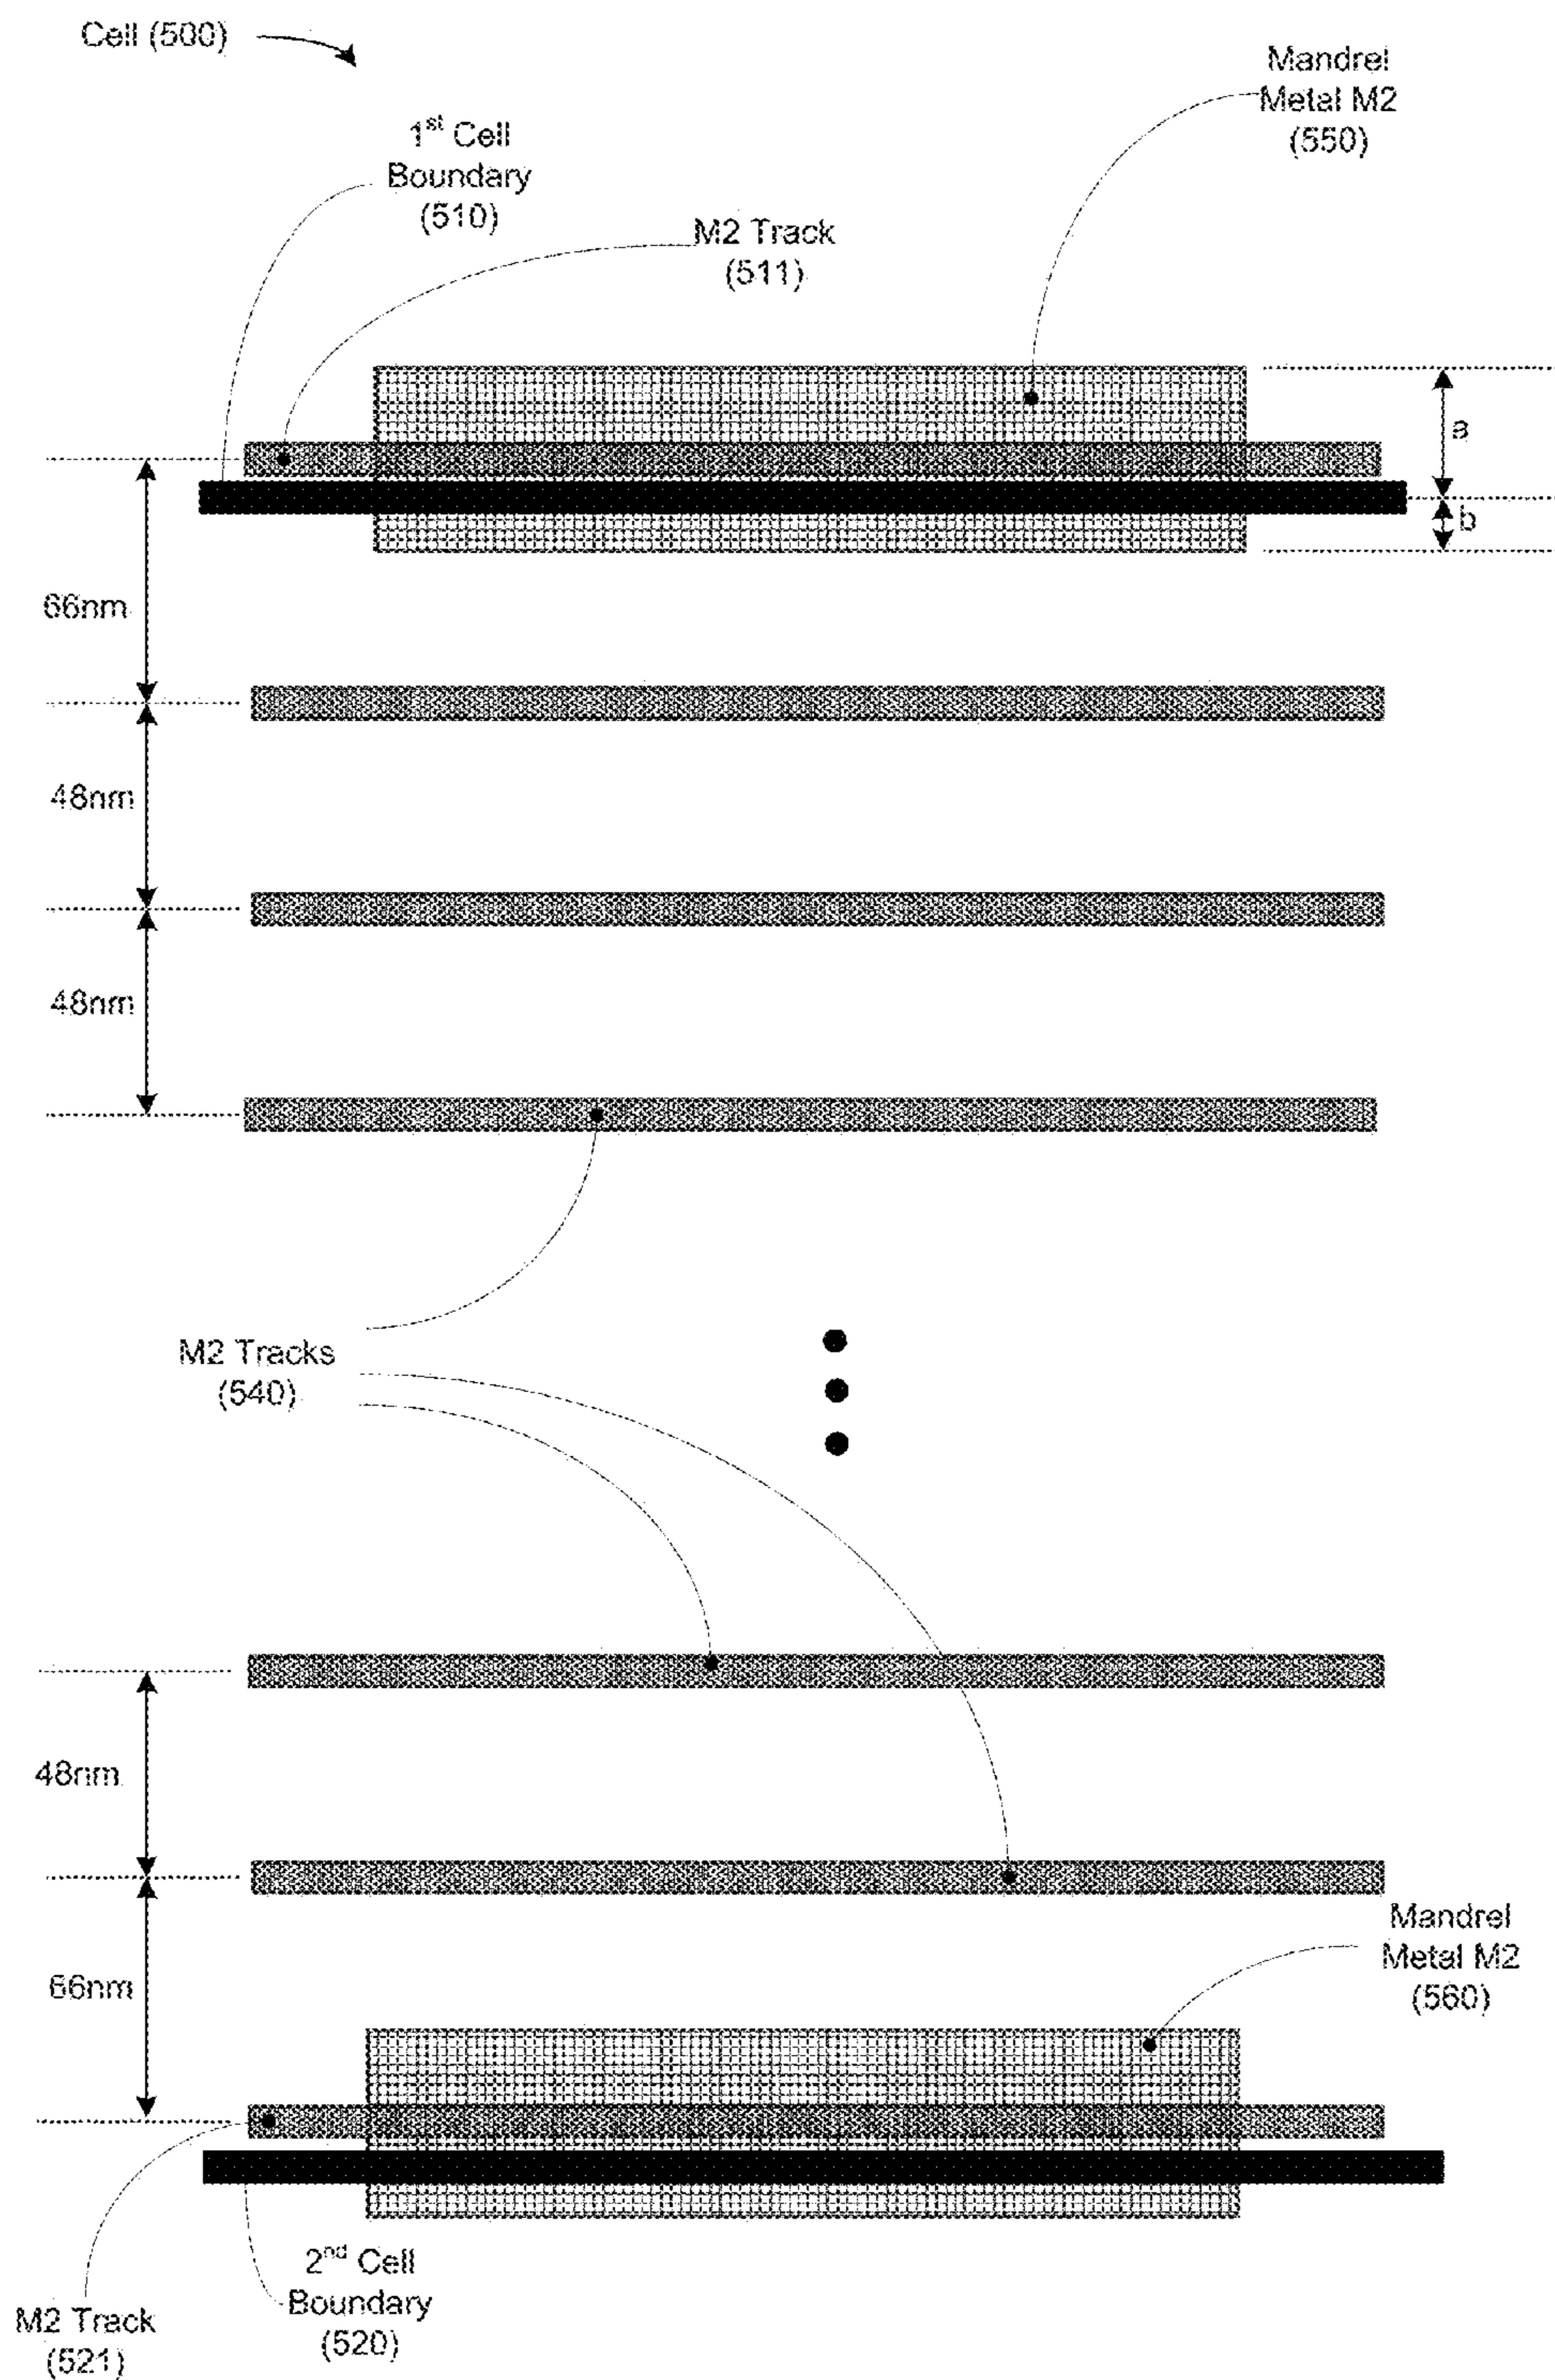 Cell (500)
Mandrel
Metal M2
(550)
1st Cell
Boundary
(510)
M2 Track
(511)
a
b
66nm
48nm
48nm
M2 Tracks
(540)
48nm
66nm
Mandrel
Metal M2
(560)
2nd Cell
Boundary
(520)
M2 Track
(521)